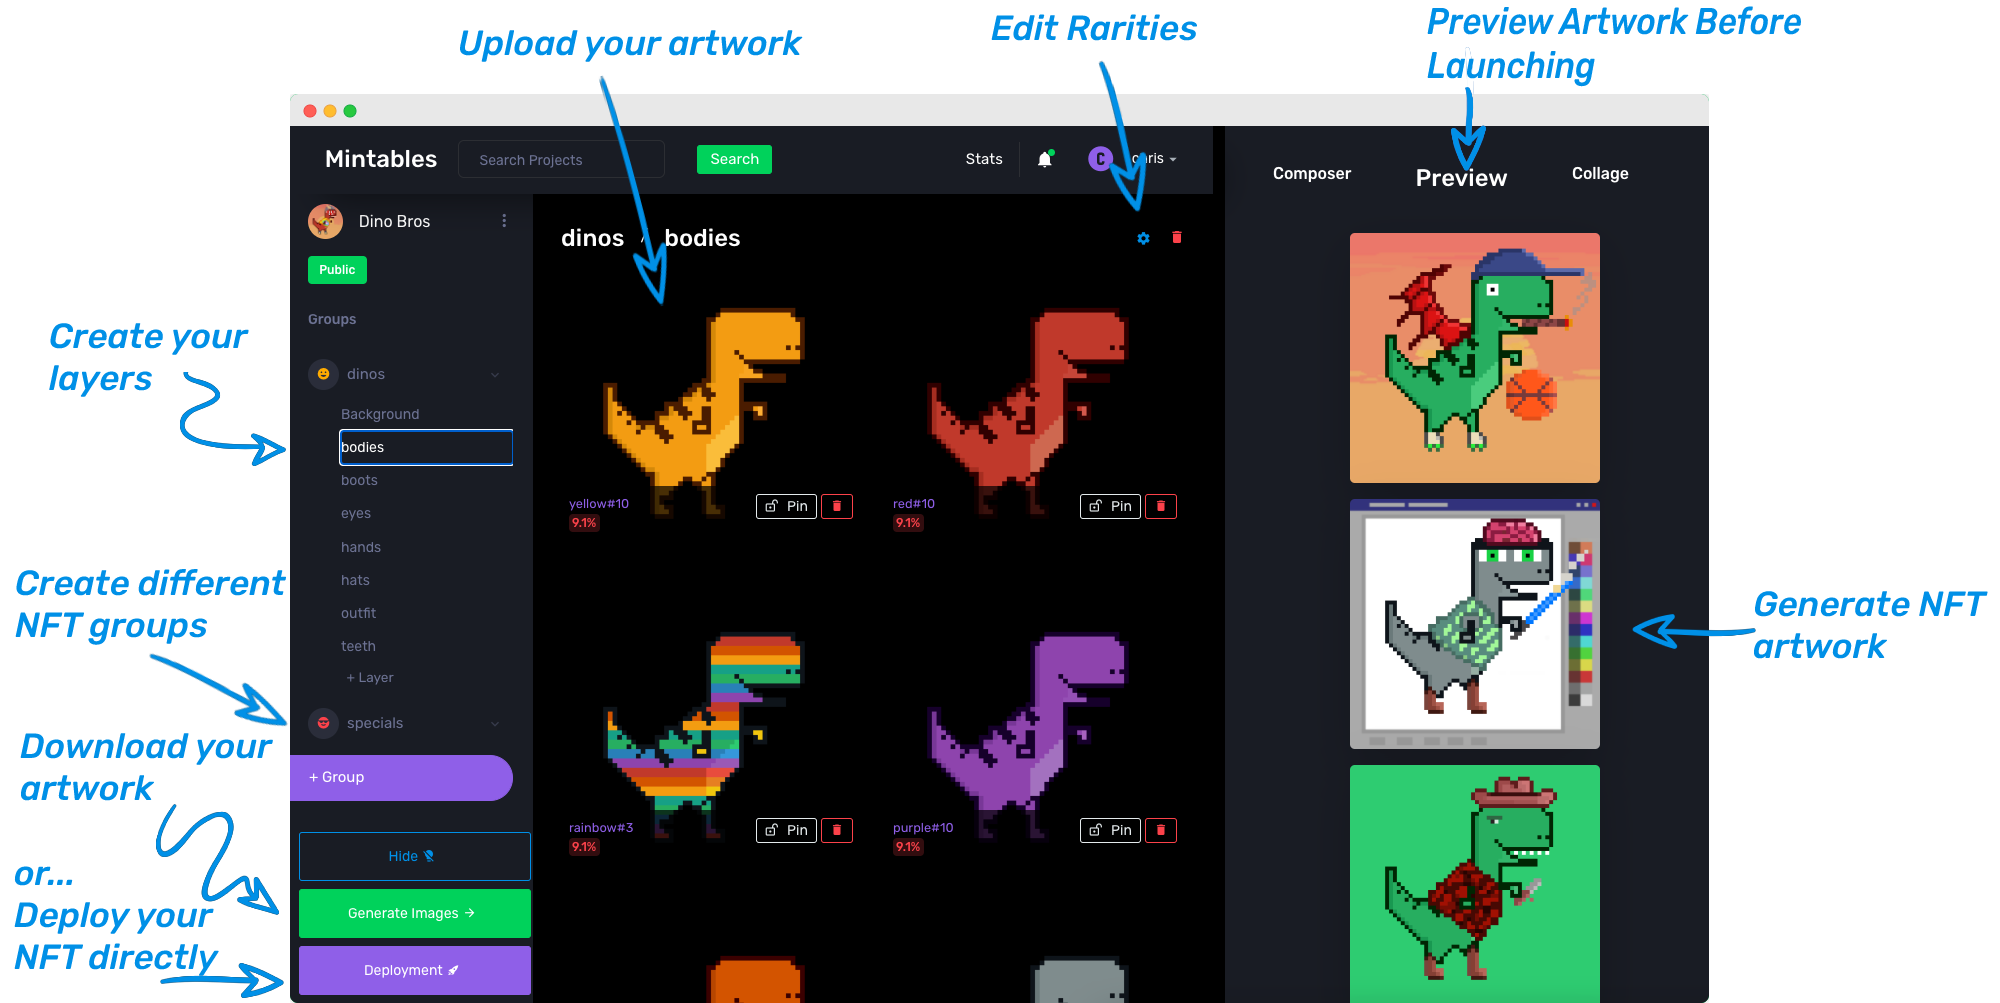 Upload your artwork
Edit Rarities
Preview Artwork Before
Launching
Mintables
Search Projects
Search
Stats
C
Composer
Preview
Collage
Dino Bros
Public
dinos / bodies
Groups
Create your
layers
dinos
Background
bodies
boots
eyes
hands
hats
outfit
teeth
+ Layer
specials
+ Group
Hide
Generate Images →
Deployment
Create different
NFT groups
Download your
artwork
or...
Deploy your
NFT directly
yellow#10
9.1%
Pin
red#10
9.1%
Pin
rainbow#3
9.1%
Pin
purple#10
9.1%
Pin
Generate NFT
artwork